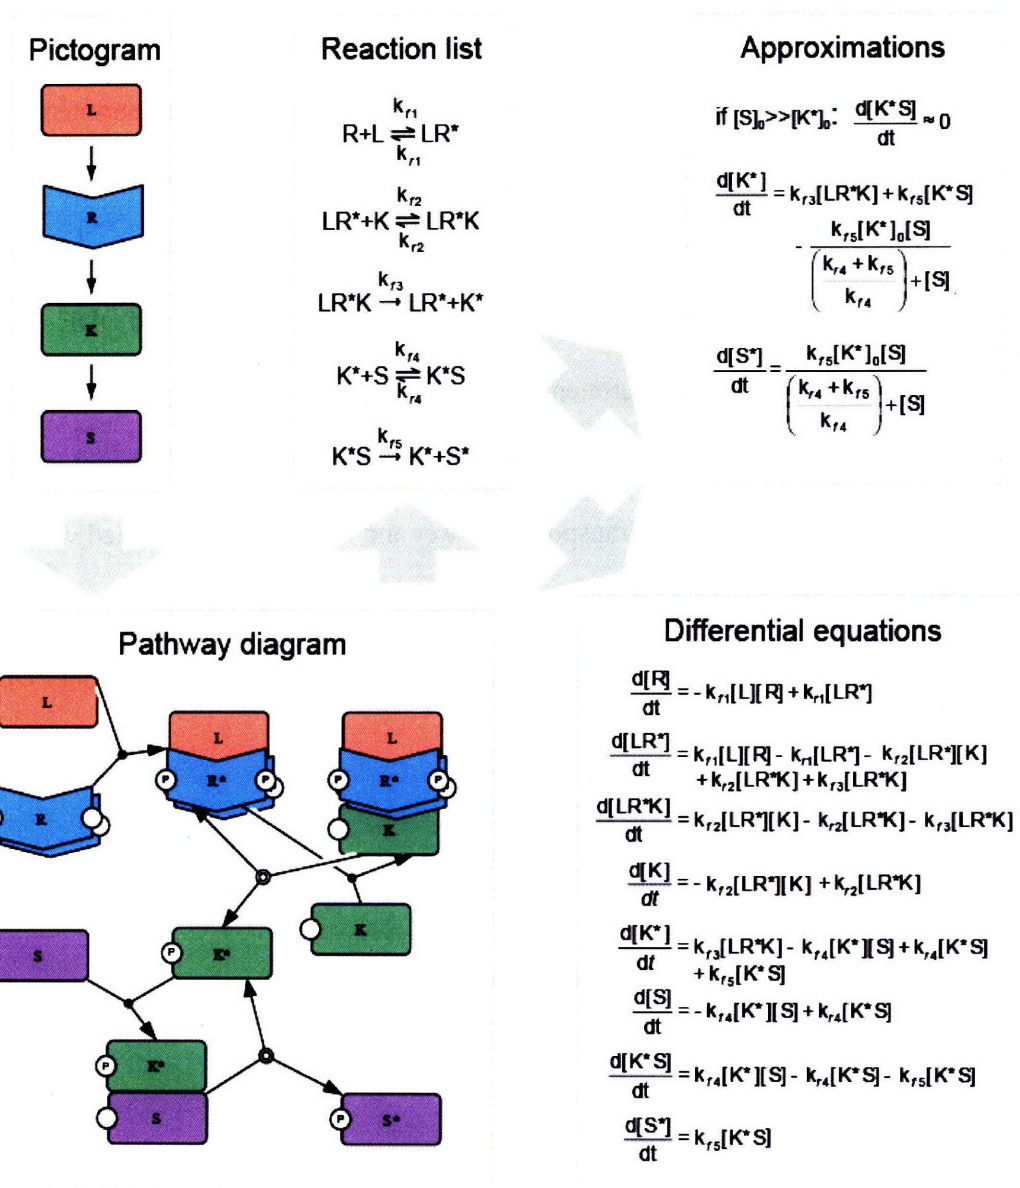 Pictogram
L
R
K
S
Reaction list
k_f1
R+L ⇌ LR*
k_r1
k_f2
LR*+K ⇌ LR*K
k_r2
k_f3
LR*K → LR*+K*
k_f4
K*+S ⇌ K*S
k_r4
k_f5
K*S → K*+S*
Approximations
if [S]₀>>[K*]₀: d[K*S]/dt ≈ 0
d[K*]/dt = k_f3[LR*K] + k_f5[K*S]
- k_f5[K*]₀[S] / (((k_r4 + k_f5)/k_f4) + [S])
d[S*]/dt = k_f5[K*]₀[S] / (((k_r4 + k_f5)/k_f4) + [S])
Pathway diagram
L
L
L
P
R*
P
P
R*
P
R
K
K
S
P
K*
P
K*
S
P
S*
Differential equations
d[R]/dt = - k_f1[L][R] + k_r1[LR*]
d[LR*]/dt = k_f1[L][R] - k_r1[LR*] - k_f2[LR*][K]
+ k_r2[LR*K] + k_f3[LR*K]
d[LR*K]/dt = k_f2[LR*][K] - k_r2[LR*K] - k_f3[LR*K]
d[K]/dt = - k_f2[LR*][K] + k_r2[LR*K]
d[K*]/dt = k_f3[LR*K] - k_f4[K*][S] + k_r4[K*S]
+ k_f5[K*S]
d[S]/dt = - k_f4[K*][S] + k_r4[K*S]
d[K*S]/dt = k_f4[K*][S] - k_r4[K*S] - k_f5[K*S]
d[S*]/dt = k_f5[K*S]